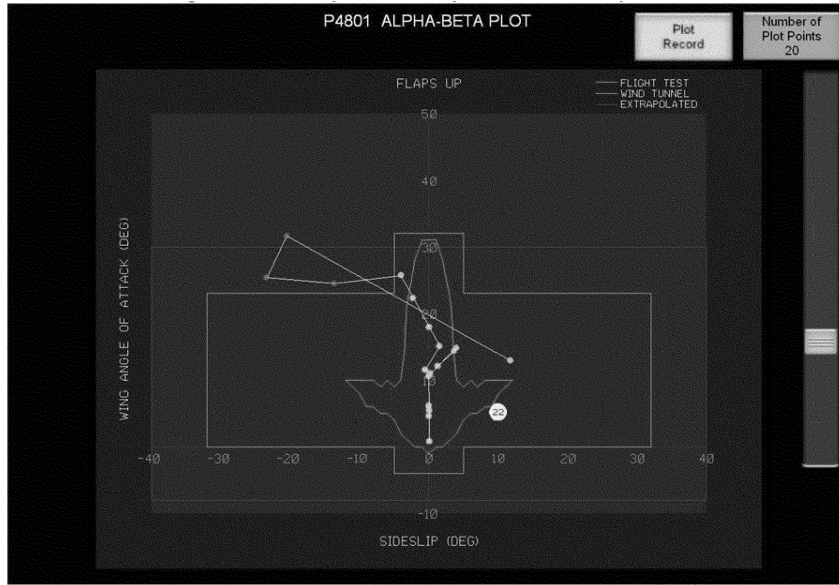 P4801 ALPHA-BETA PLOT
Plot
Record
Number of
Plot Points
20
FLAPS UP
FLIGHT TEST
WIND TUNNEL
EXTRAPOLATED
50
40
30
20
10
22
-40 -30 -20 -10 0 10 20 30 40
-10
WING ANGLE OF ATTACK (DEG)
SIDESLIP (DEG)